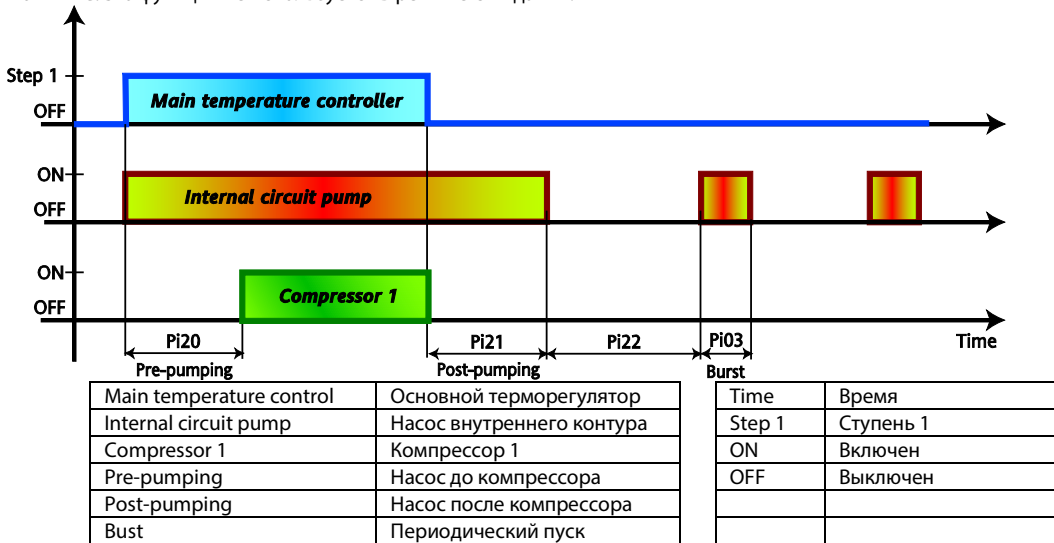 Step 1
OFF
Main temperature controller
ON
OFF
Internal circuit pump
ON
OFF
Compressor 1
Pi20
Pi21
Pi22
Pi03
Time
Pre-pumping
Post-pumping
Burst
Main temperature control Основной терморегулятор
Internal circuit pump Насос внутреннего контура
Compressor 1 Компрессор 1
Pre-pumping Насос до компрессора
Post-pumping Насос после компрессора
Bust Периодический пуск
Time Время
Step 1 Ступень 1
ON Включен
OFF Выключен